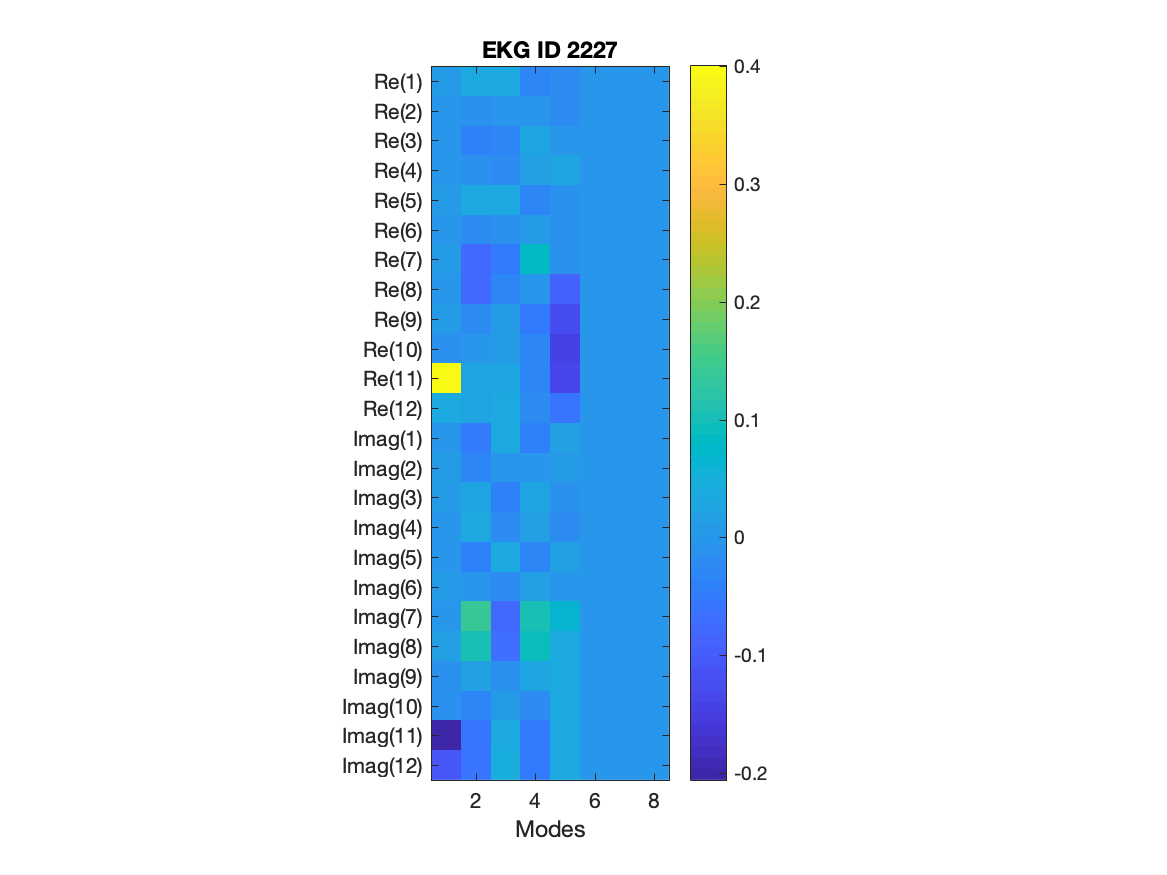 EKG ID 2227
Re(1)
Re(2)
Re(3)
Re(4)
Re(5)
Re(6)
Re(7)
Re(8)
Re(9)
Re(10)
Re(11)
Re(12)
Imag(1)
Imag(2)
Imag(3)
Imag(4)
Imag(5)
Imag(6)
Imag(7)
Imag(8)
Imag(9)
Imag(10)
Imag(11)
Imag(12)
2 4 6 8
Modes
0.4
0.3
0.2
0.1
0
-0.1
-0.2